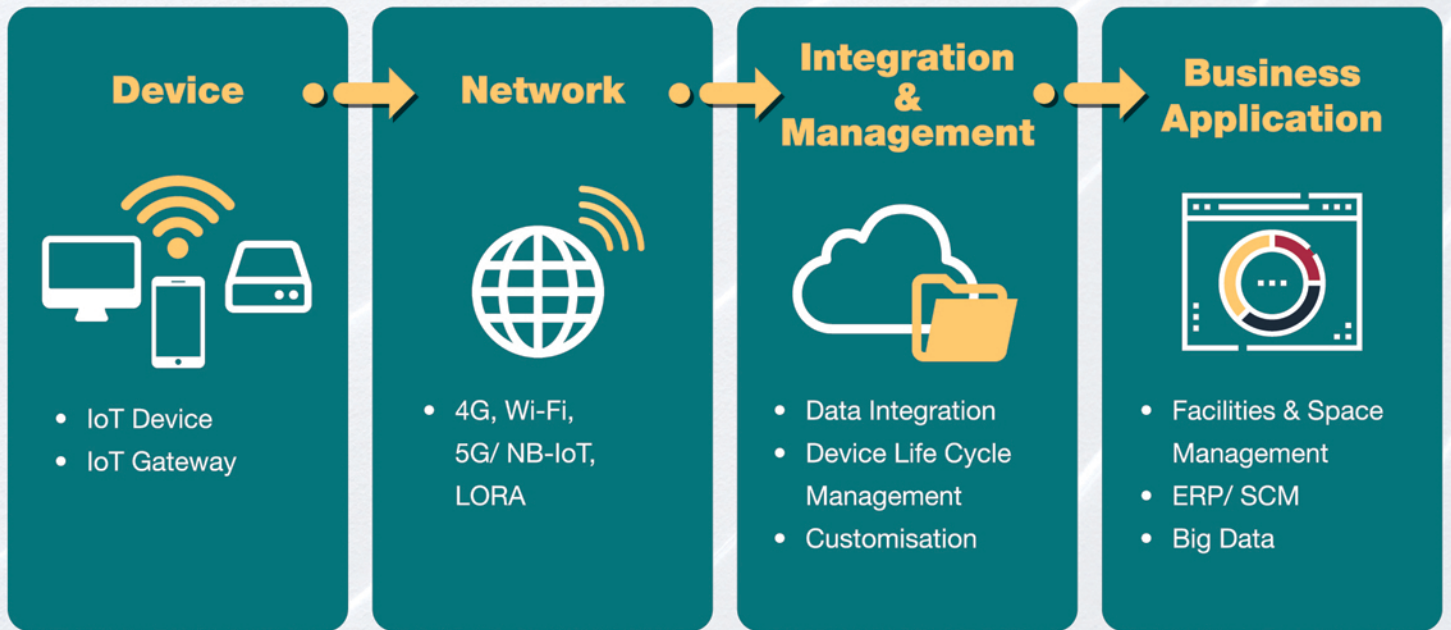 Device
IoT Device
IoT Gateway
Network
4G, Wi-Fi,
5G/ NB-IoT,
LORA
Integration
&
Management
Data Integration
Device Life Cycle
Management
Customisation
Business
Application
Facilities & Space
Management
ERP/ SCM
Big Data